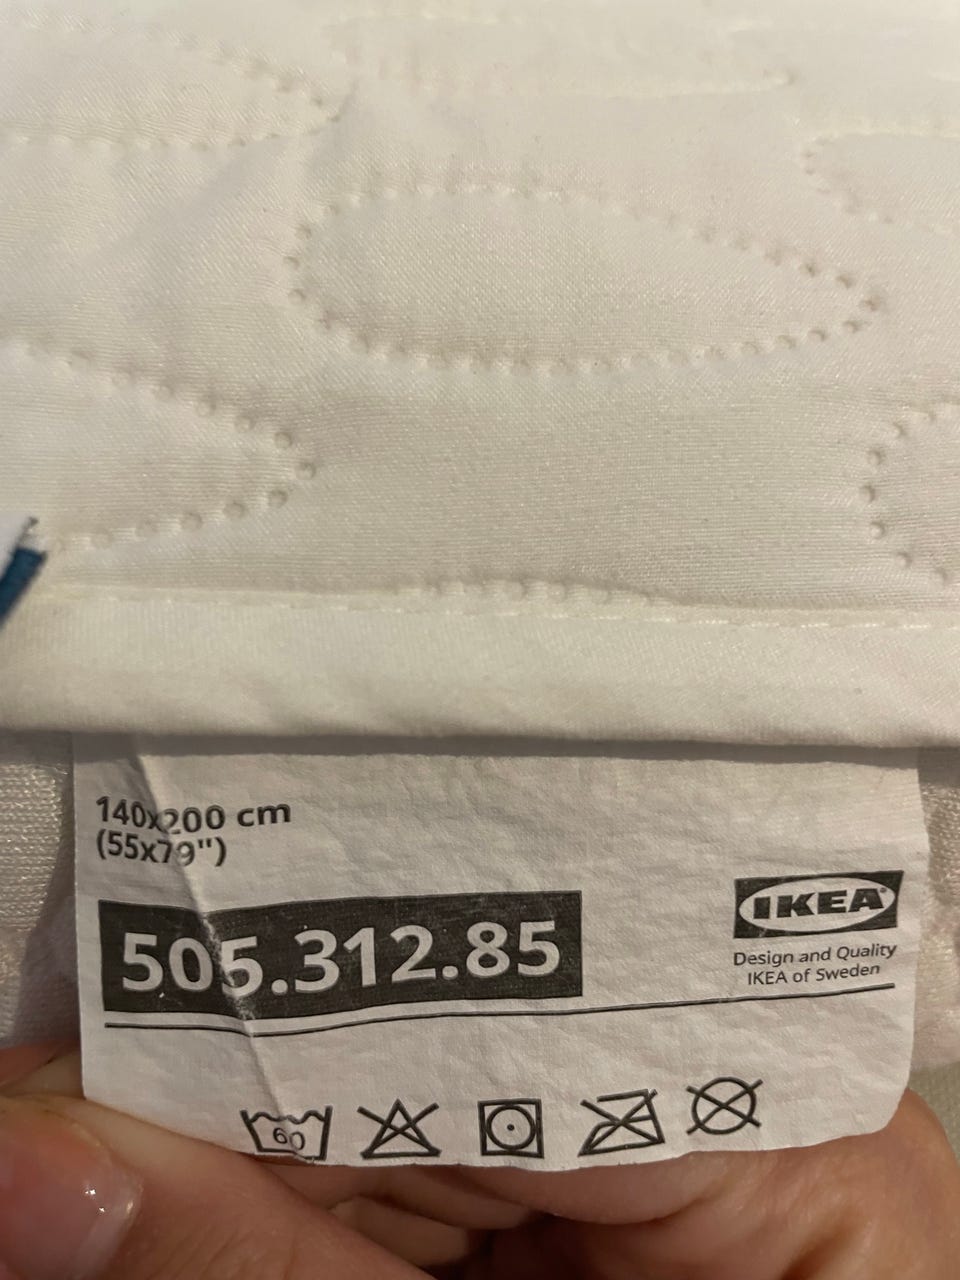 140x200 cm
(55x79")
505.312.85
IKEA®
Design and Quality
IKEA of Sweden
60